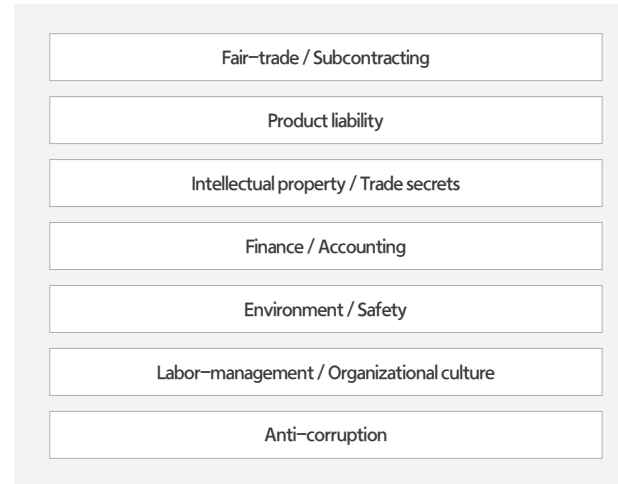 Fair-trade / Subcontracting
Product liability
Intellectual property / Trade secrets
Finance / Accounting
Environment / Safety
Labor-management / Organizational culture
Anti-corruption